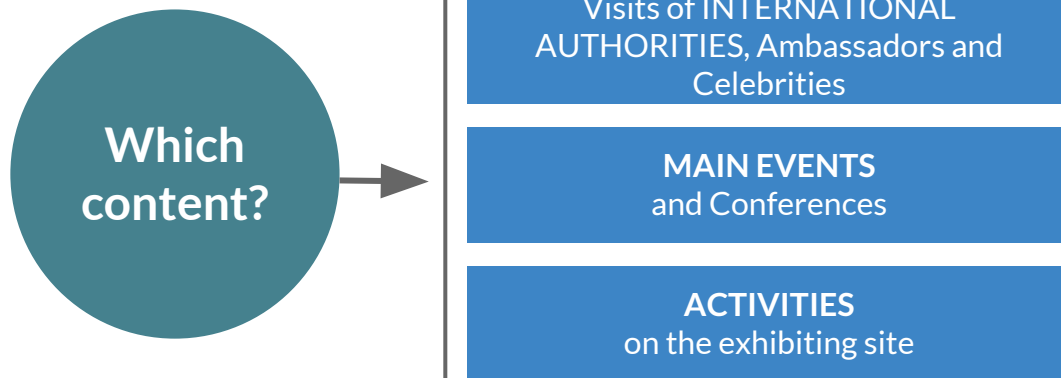 Which
content?
Visits of INTERNATIONAL
AUTHORITIES, Ambassadors and
Celebrities
MAIN EVENTS
and Conferences
ACTIVITIES
on the exhibiting site